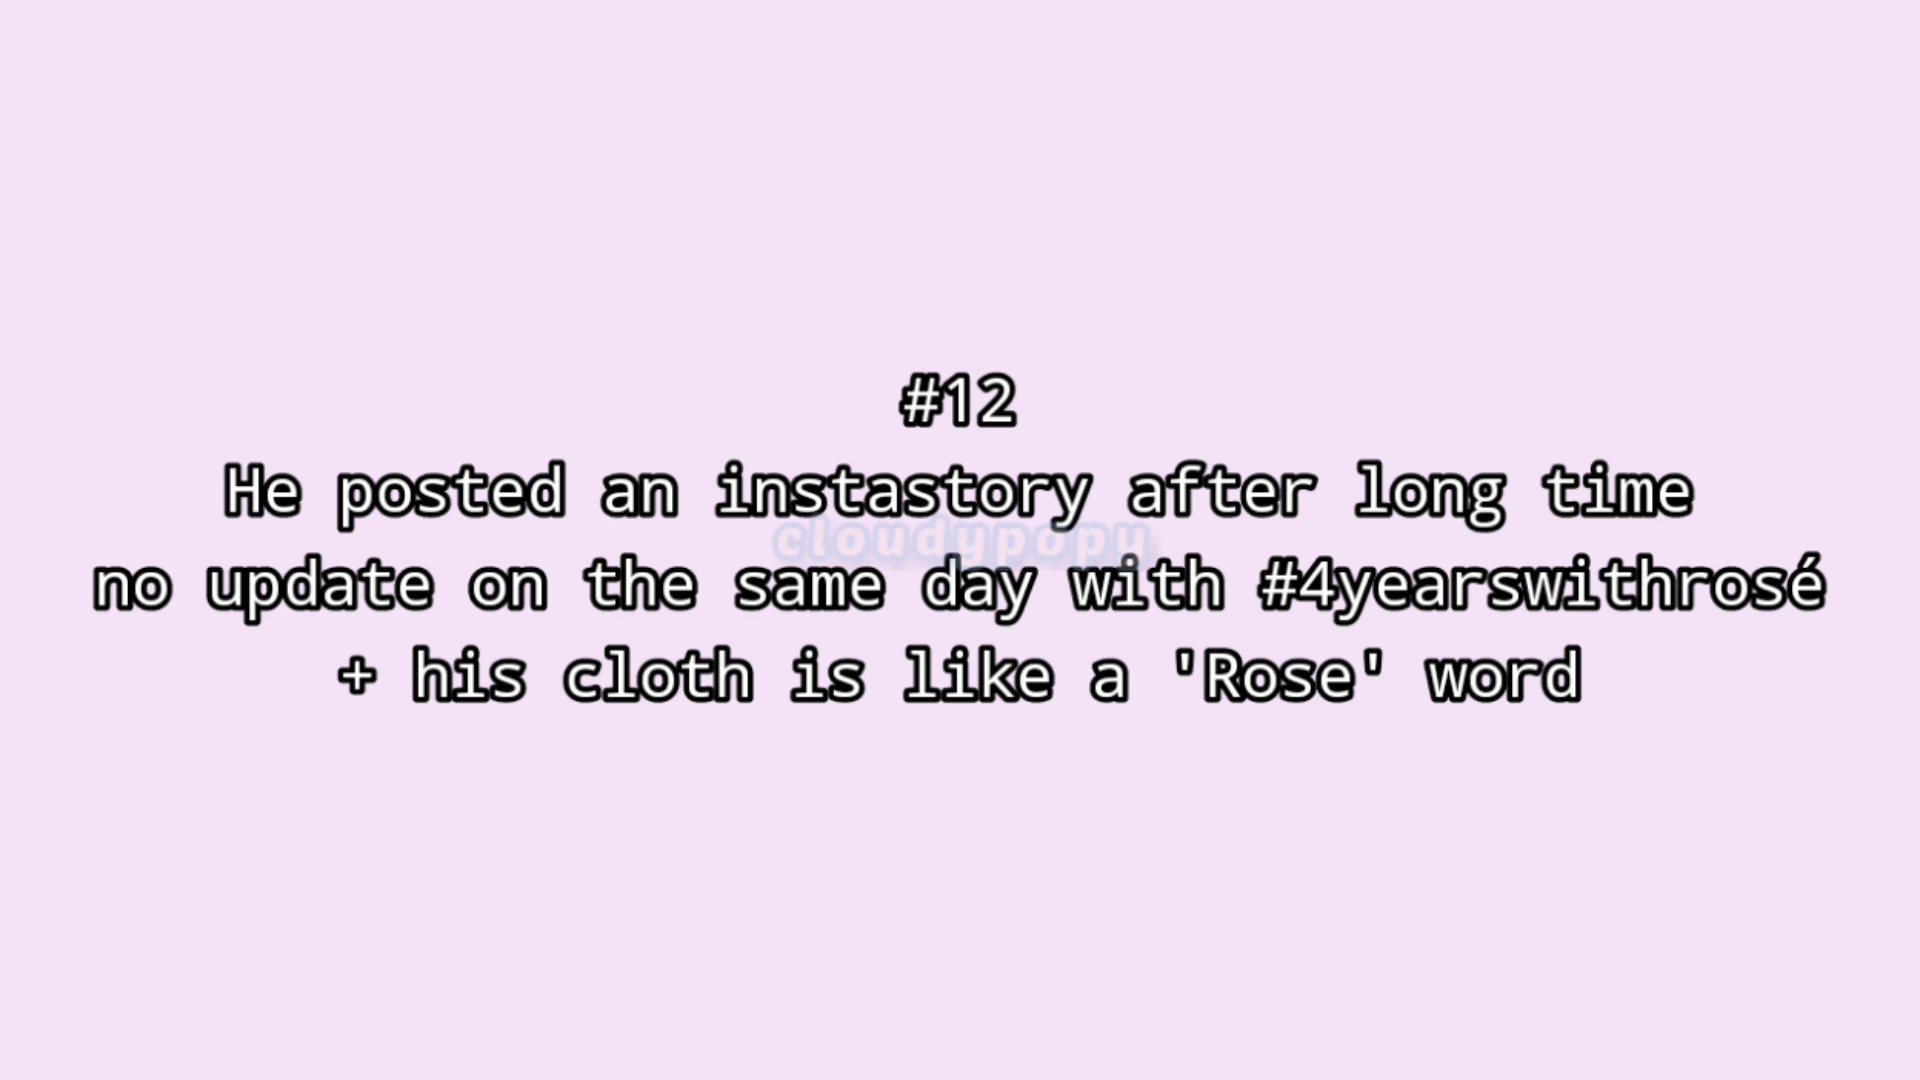 #12
He posted an instastory after long time
cloudypopy
no update on the same day with #4yearswithrosé
+ his cloth is like a 'Rose' word